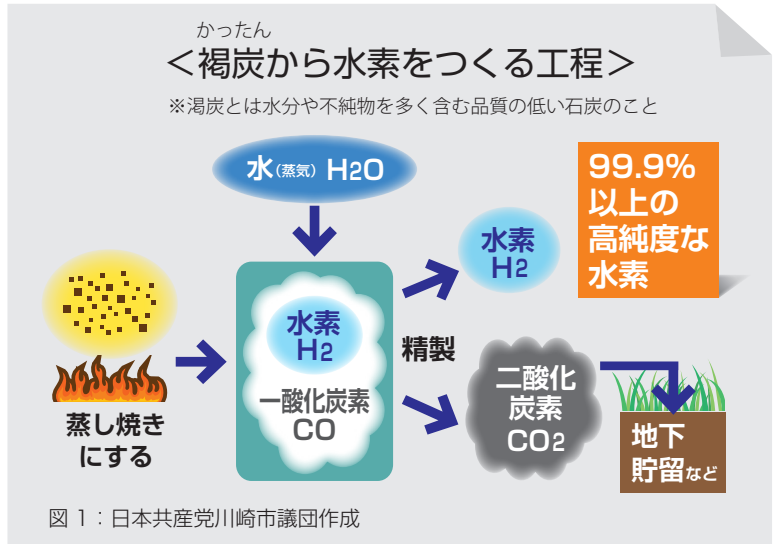 かったん
＜褐炭から水素をつくる工程＞
※渇炭とは水分や不純物を多く含む品質の低い石炭のこと
水(蒸気) H2O
99.9%
以上の
高純度な
水素
水素
H2
水素
H2
一酸化炭素
CO
精製
蒸し焼き
にする
二酸化
炭素
CO2
地下
貯留など
図1：日本共産党川崎市議団作成